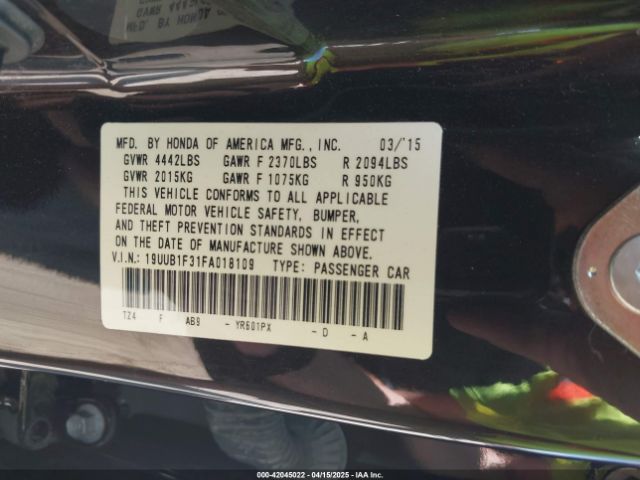 MFD. BY HONDA OF AMERICA MFG., INC. 03/'15
GVWR 4442LBS GAWR F 2370LBS R 2094LBS
GVWR 2015KG GAWR F 1075KG R 950KG
THIS VEHICLE CONFORMS TO ALL APPLICABLE
FEDERAL MOTOR VEHICLE SAFETY, BUMPER,
AND THEFT PREVENTION STANDARDS IN EFFECT
ON THE DATE OF MANUFACTURE SHOWN ABOVE.
V.I.N.: 19UUB1F31FA018109 TYPE: PASSENGER CAR
TZ4 F AB9 - YR601PX - D - A
000-42045022 - 04/15/2025 - IAA Inc.